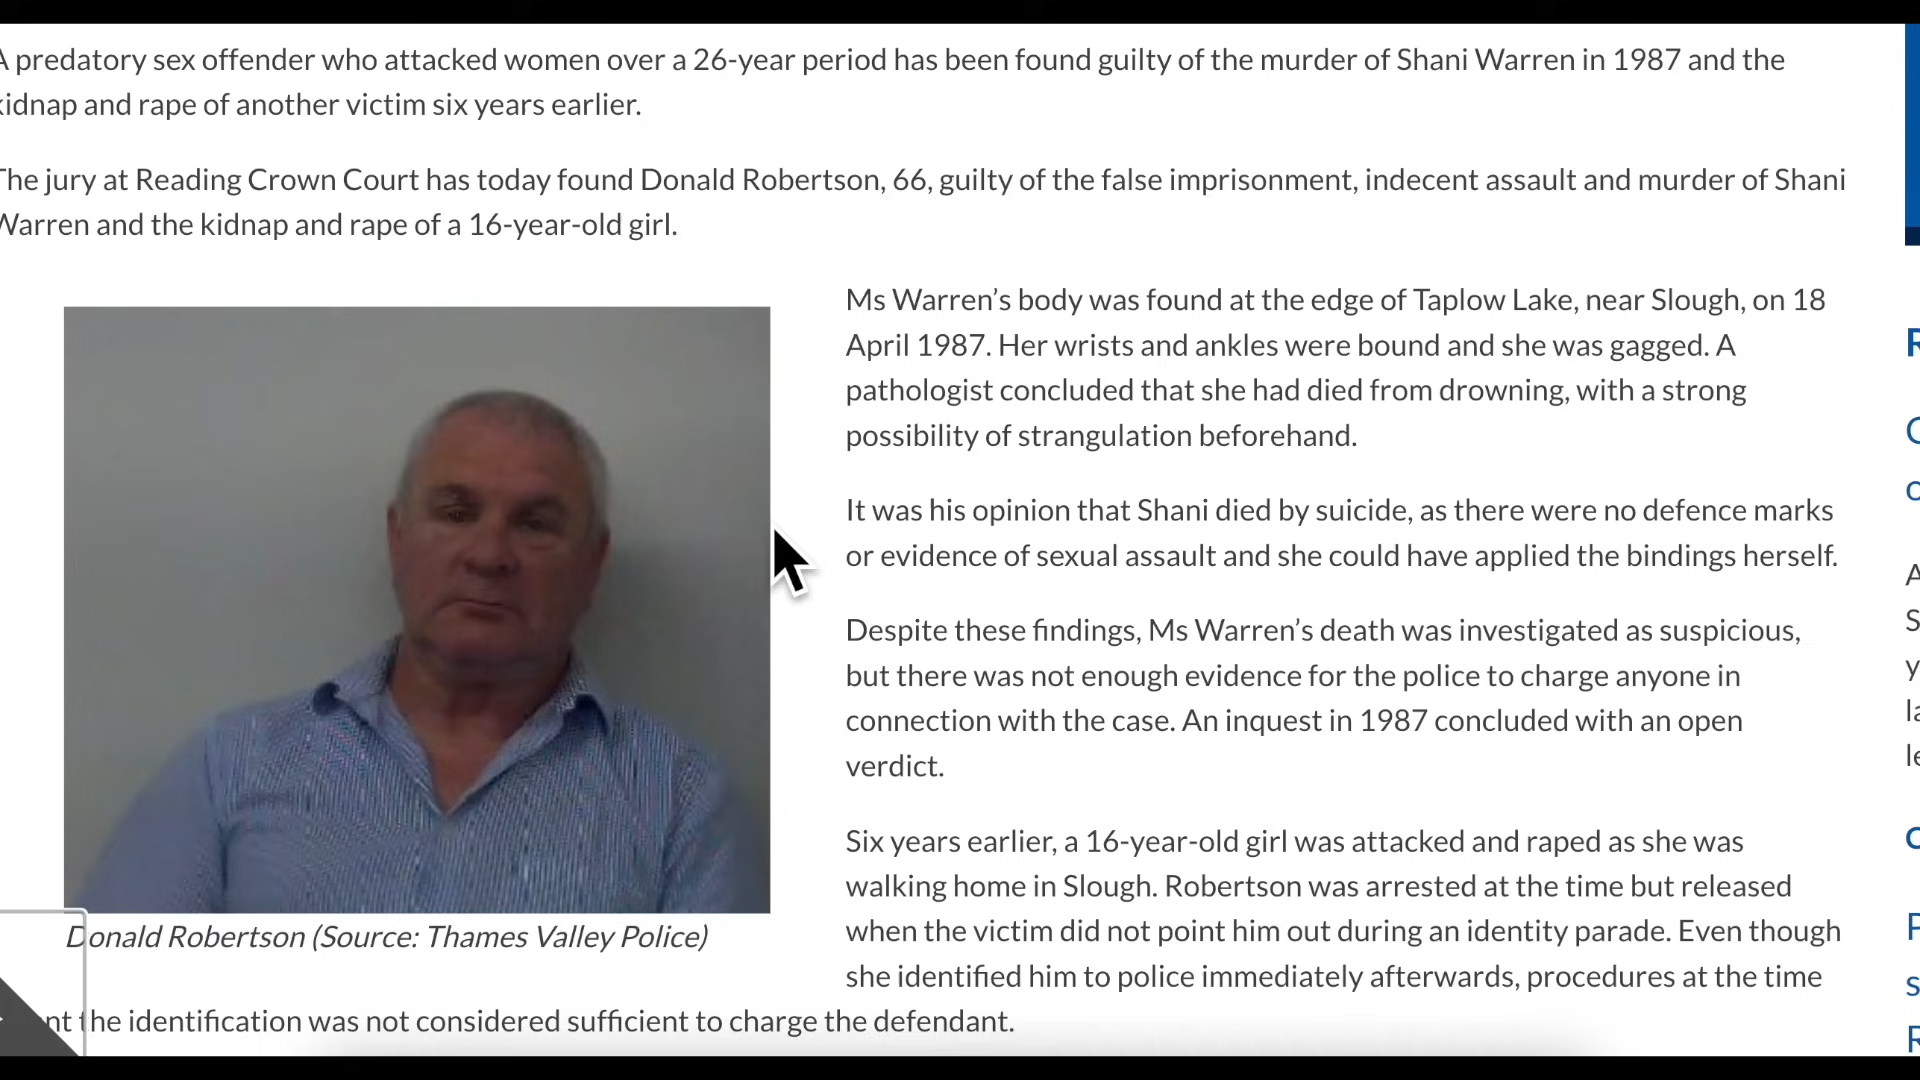 A predatory sex offender who attacked women over a 26-year period has been found guilty of the murder of Shani Warren in 1987 and the
kidnap and rape of another victim six years earlier.
The jury at Reading Crown Court has today found Donald Robertson, 66, guilty of the false imprisonment, indecent assault and murder of Shani
Warren and the kidnap and rape of a 16-year-old girl.
Ms Warren’s body was found at the edge of Taplow Lake, near Slough, on 18
April 1987. Her wrists and ankles were bound and she was gagged. A
pathologist concluded that she had died from drowning, with a strong
possibility of strangulation beforehand.
It was his opinion that Shani died by suicide, as there were no defence marks
or evidence of sexual assault and she could have applied the bindings herself.
Despite these findings, Ms Warren’s death was investigated as suspicious,
but there was not enough evidence for the police to charge anyone in
connection with the case. An inquest in 1987 concluded with an open
verdict.
Six years earlier, a 16-year-old girl was attacked and raped as she was
walking home in Slough. Robertson was arrested at the time but released
when the victim did not point him out during an identity parade. Even though
she identified him to police immediately afterwards, procedures at the time
the identification was not considered sufficient to charge the defendant.
Donald Robertson (Source: Thames Valley Police)